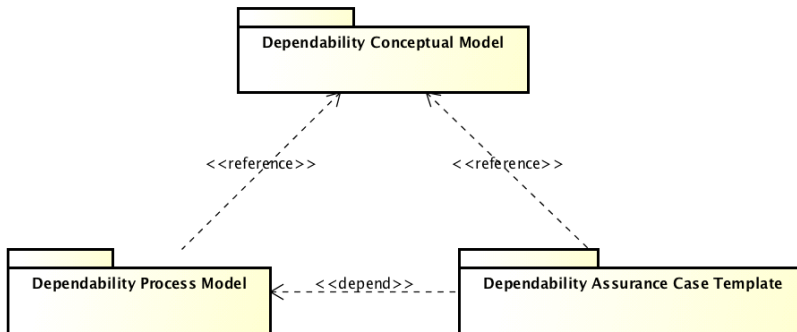 Dependability Conceptual Model
<<reference>>
<<reference>>
Dependability Process Model
<<depend>>
Dependability Assurance Case Template